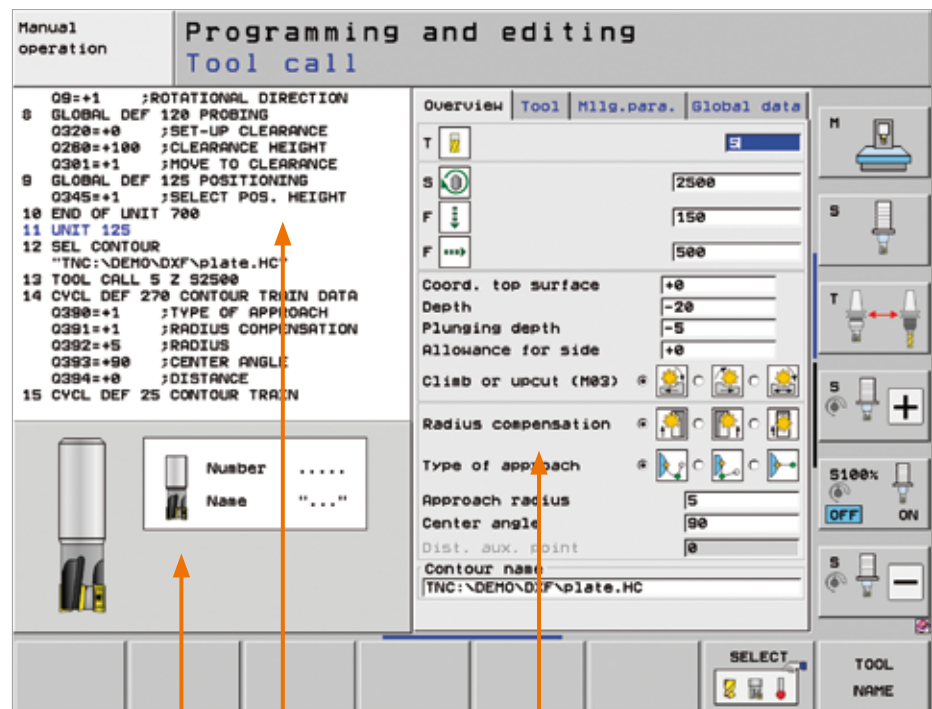 Manual
operation
Programming and editing
Tool call
Q9=+1 ;ROTATIONAL DIRECTION
8 GLOBAL DEF 120 PROBING
Q320=+0 ;SET-UP CLEARANCE
Q260=+100 ;CLEARANCE HEIGHT
Q301=+1 ;MOVE TO CLEARANCE
9 GLOBAL DEF 125 POSITIONING
Q345=+1 ;SELECT POS. HEIGHT
10 END OF UNIT 700
11 UNIT 125
12 SEL CONTOUR
"TNC:\DEMO\DXF\plate.HC"
13 TOOL CALL 5 Z S2500
14 CYCL DEF 270 CONTOUR TRAIN DATA
Q390=+1 ;TYPE OF APPROACH
Q391=+1 ;RADIUS COMPENSATION
Q392=+5 ;RADIUS
Q393=+90 ;CENTER ANGLE
Q394=+0 ;DISTANCE
15 CYCL DEF 25 CONTOUR TRAIN
Number .....
Name "..."
Overview Tool Mllg.para. Global data
T 5
S 2500
F 150
F 500
Coord. top surface +0
Depth -20
Plunging depth -5
Allowance for side +0
Climb or upcut (M03)
Radius compensation
Type of approach
Approach radius 5
Center angle 90
Dist. aux. point 0
Contour name
TNC:\DEMO\DXF\plate.HC
M
S
T
S +
S100%
OFF ON
S −
SELECT
TOOL
NAME